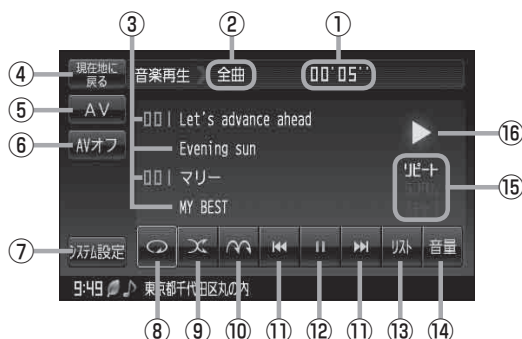 ③ ② ①
④ 現在地に戻る 音楽再生 全曲 00'05''
⑤ AV
001 Let's advance ahead
⑥ AVオフ
Evening sun
⑯
001 マリー
リピート
⑮
MY BEST
⑦ システム設定 リスト 音量
9:49 東京都千代田区丸の内
⑧ ⑨ ⑩ ⑪ ⑫ ⑪ ⑬ ⑭